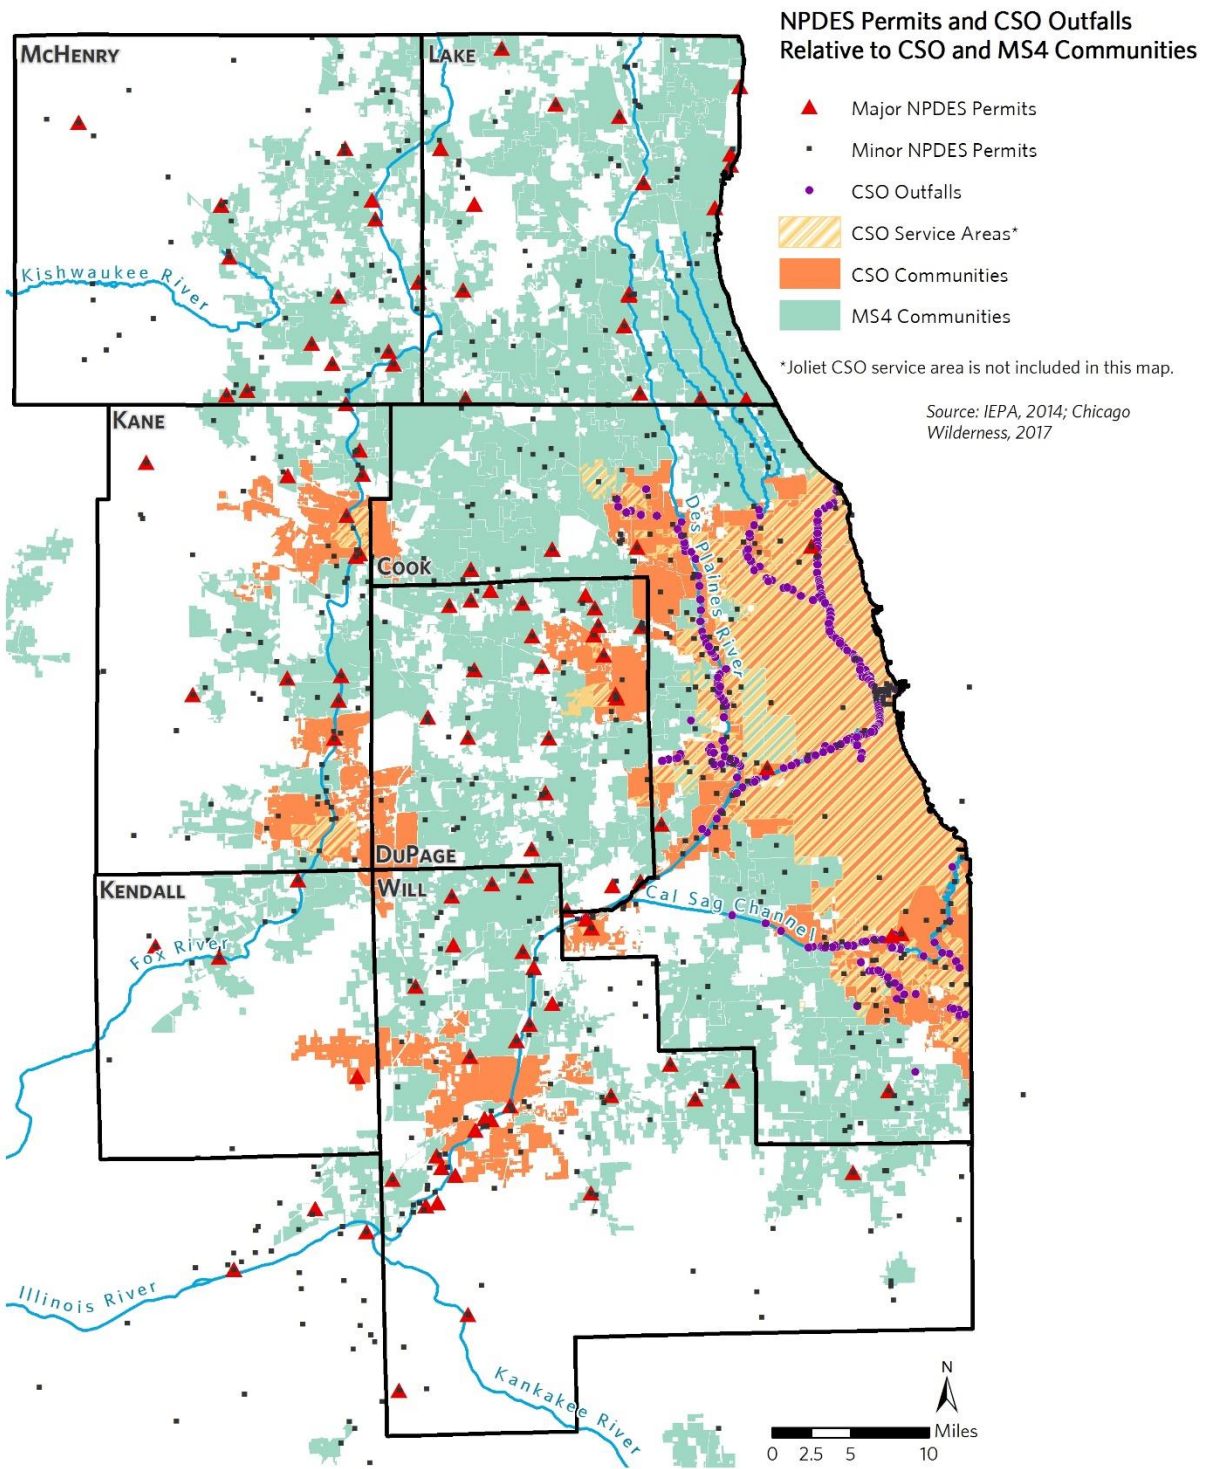 NPDES Permits and CSO Outfalls
Relative to CSO and MS4 Communities
Major NPDES Permits
Minor NPDES Permits
CSO Outfalls
CSO Service Areas*
CSO Communities
MS4 Communities
*Joliet CSO service area is not included in this map.
Source: IEPA, 2014; Chicago
Wilderness, 2017
MCHENRY
LAKE
Kishwaukee River
KANE
COOK
Des Plaines River
DUPAGE
KENDALL
WILL
Cal Sag Channel
Fox River
Illinois River
Kankakee River
N
Miles
0 2.5 5 10